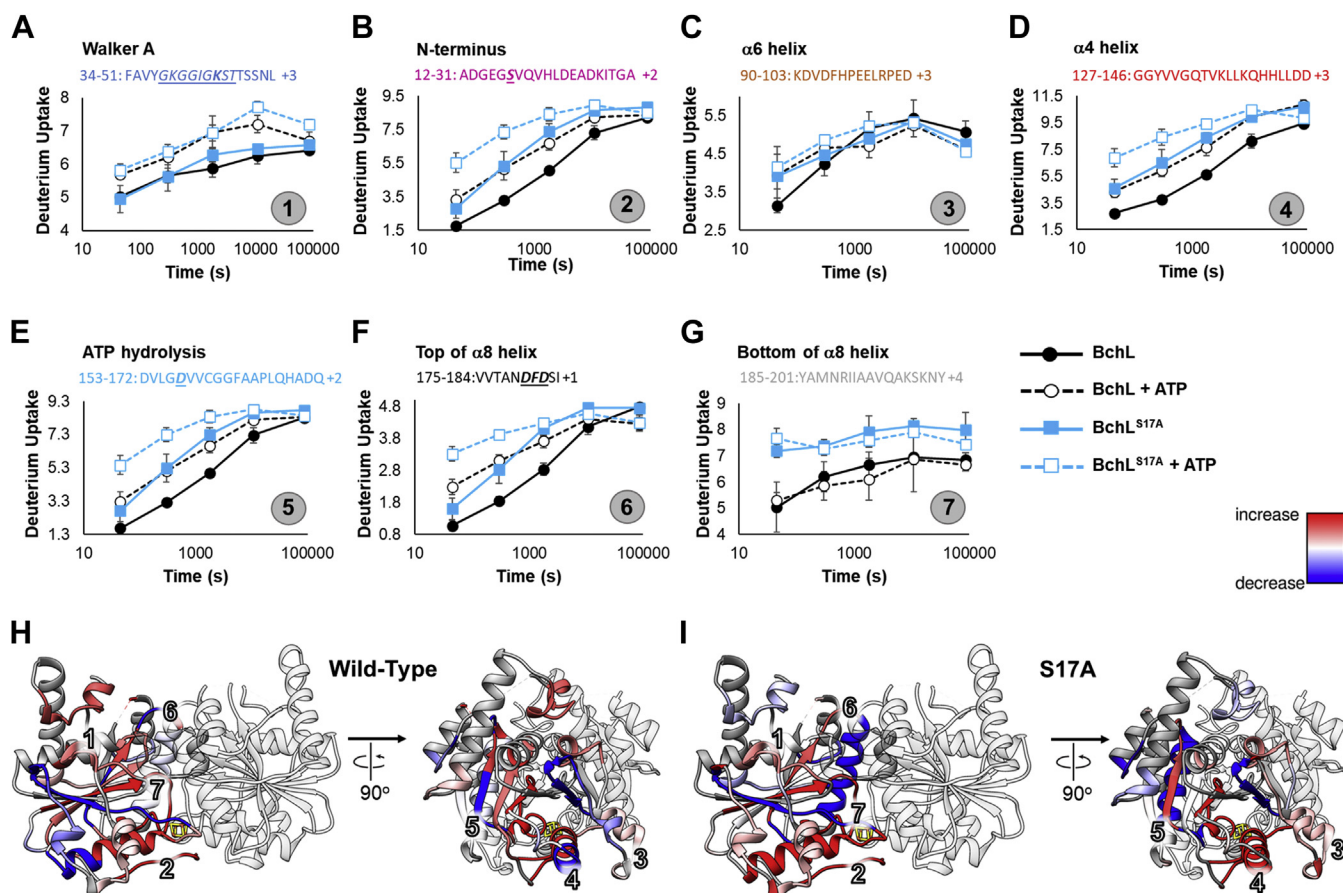 A
Walker A
34-51: FAVYGKGGIGKSTTSSNL +3
Deuterium Uptake
8
7
6
5
4
10
1000
100000
Time (s)
1
B
N-terminus
12-31: ADGEGSVQVHLDEADKITGA +2
Deuterium Uptake
9.5
7.5
5.5
3.5
1.5
10
1000
100000
Time (s)
2
C
α6 helix
90-103: KDVDFHPEELRPED +3
Deuterium Uptake
6.5
5.5
4.5
3.5
2.5
10
1000
100000
Time (s)
3
D
α4 helix
127-146: GGYVVGQTVKLLKQHHLLDD +3
Deuterium Uptake
11.5
9.5
7.5
5.5
3.5
1.5
10
1000
100000
Time (s)
4
E
ATP hydrolysis
153-172: DVLGDVVVCGGFAAPLQHADQ +2
Deuterium Uptake
9.3
7.3
5.3
3.3
1.3
10
1000
100000
Time (s)
5
F
Top of α8 helix
175-184:VVTANDFDSI +1
Deuterium Uptake
4.8
3.8
2.8
1.8
0.8
10
1000
100000
Time (s)
6
G
Bottom of α8 helix
185-201: YAMNRIIAAVQAKSKNY +4
Deuterium Uptake
9
8
7
6
5
4
10
1000
100000
Time (s)
7
BchL
BchL + ATP
BchL^S17A
BchL^S17A + ATP
increase
decrease
H
Wild-Type
1
6
7
2
90°
5
4
3
I
S17A
1
6
7
2
90°
5
4
3